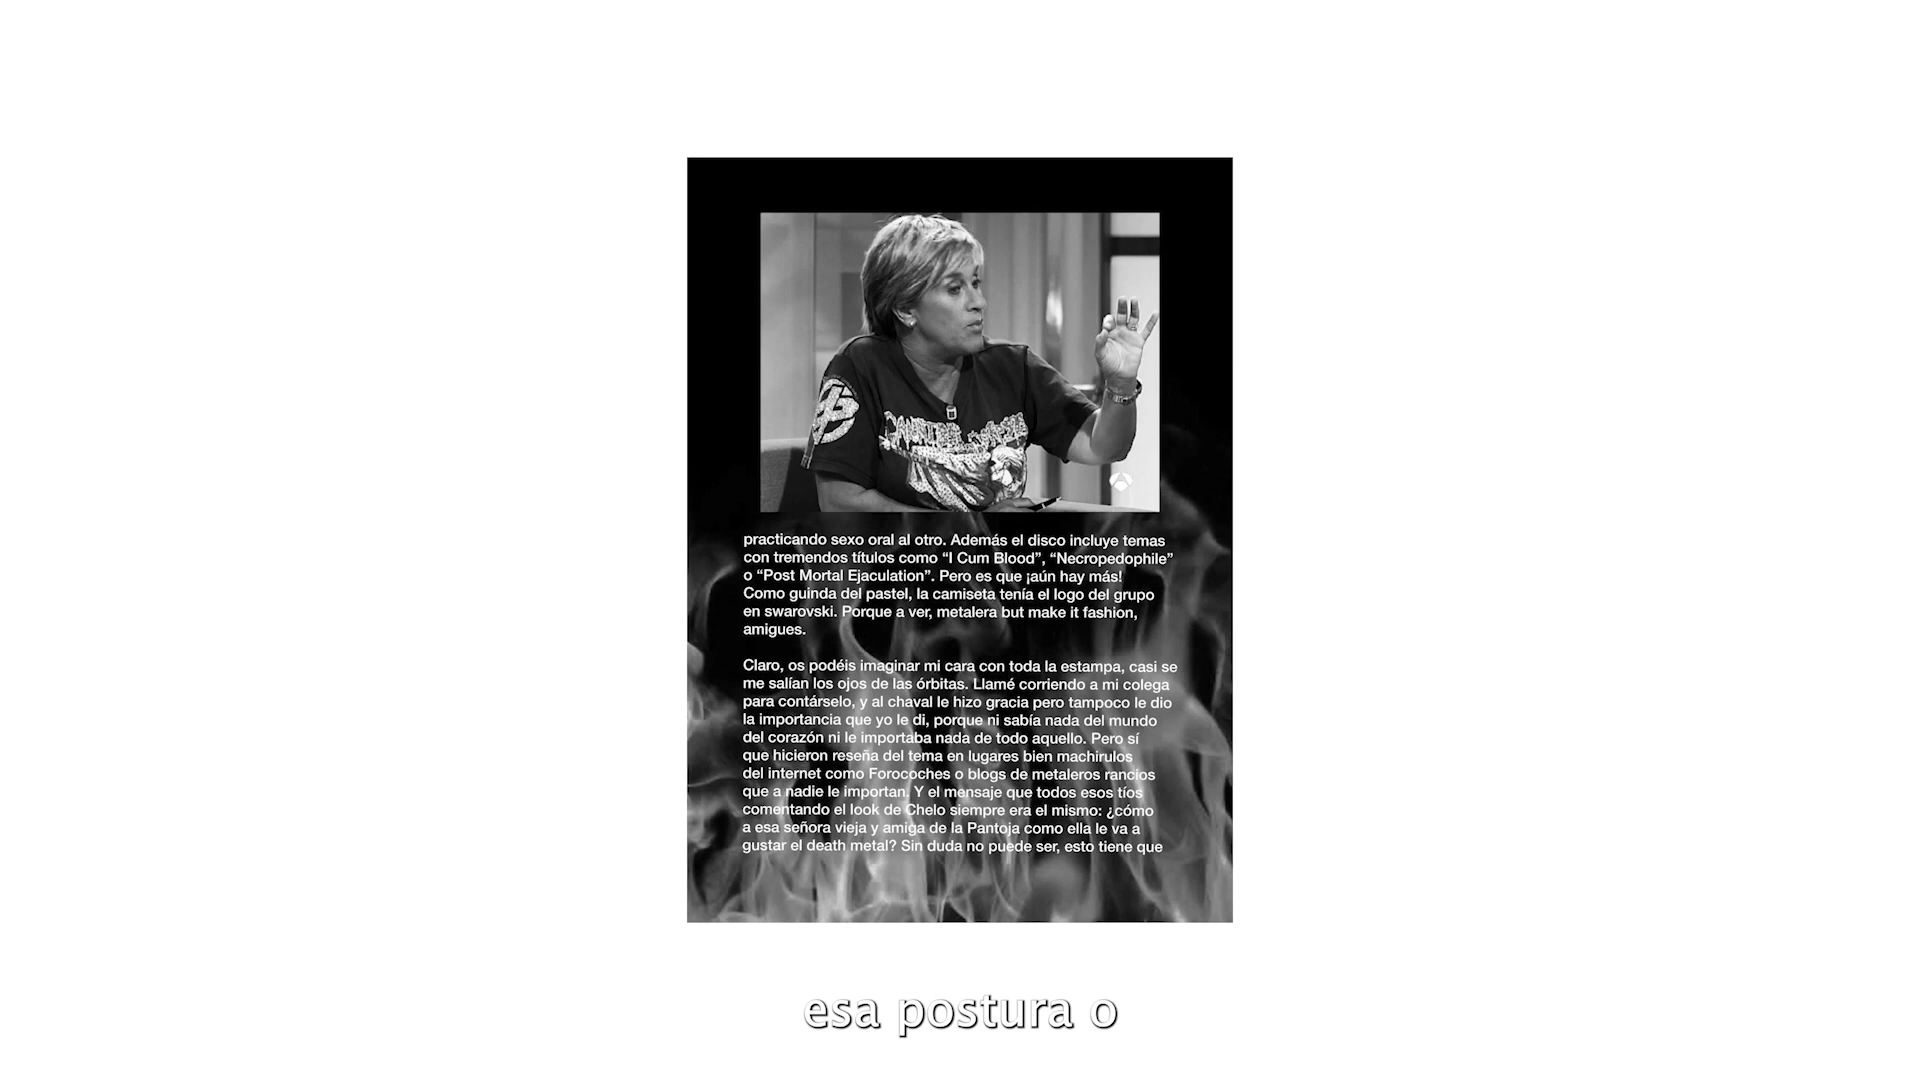 CANNIBAL CORPSE
practicando sexo oral al otro. Además el disco incluye temas
con tremendos títulos como “I Cum Blood”, “Necropedophile”
o “Post Mortal Ejaculation”. Pero es que ¡aún hay más!
Como guinda del pastel, la camiseta tenía el logo del grupo
en swarovski. Porque a ver, metalera but make it fashion,
amigues.
Claro, os podéis imaginar mi cara con toda la estampa, casi se
me salían los ojos de las órbitas. Llamé corriendo a mi colega
para contárselo, y al chaval le hizo gracia pero tampoco le dio
la importancia que yo le di, porque ni sabía nada del mundo
del corazón ni le importaba nada de todo aquello. Pero sí
que hicieron reseña del tema en lugares bien machirulos
del internet como Forocoches o blogs de metaleros rancios
que a nadie le importan. Y el mensaje que todos esos tíos
comentando el look de Chelo siempre era el mismo: ¿cómo
a esa señora vieja y amiga de la Pantoja como ella le va a
gustar el death metal? Sin duda no puede ser, esto tiene que
esa postura o